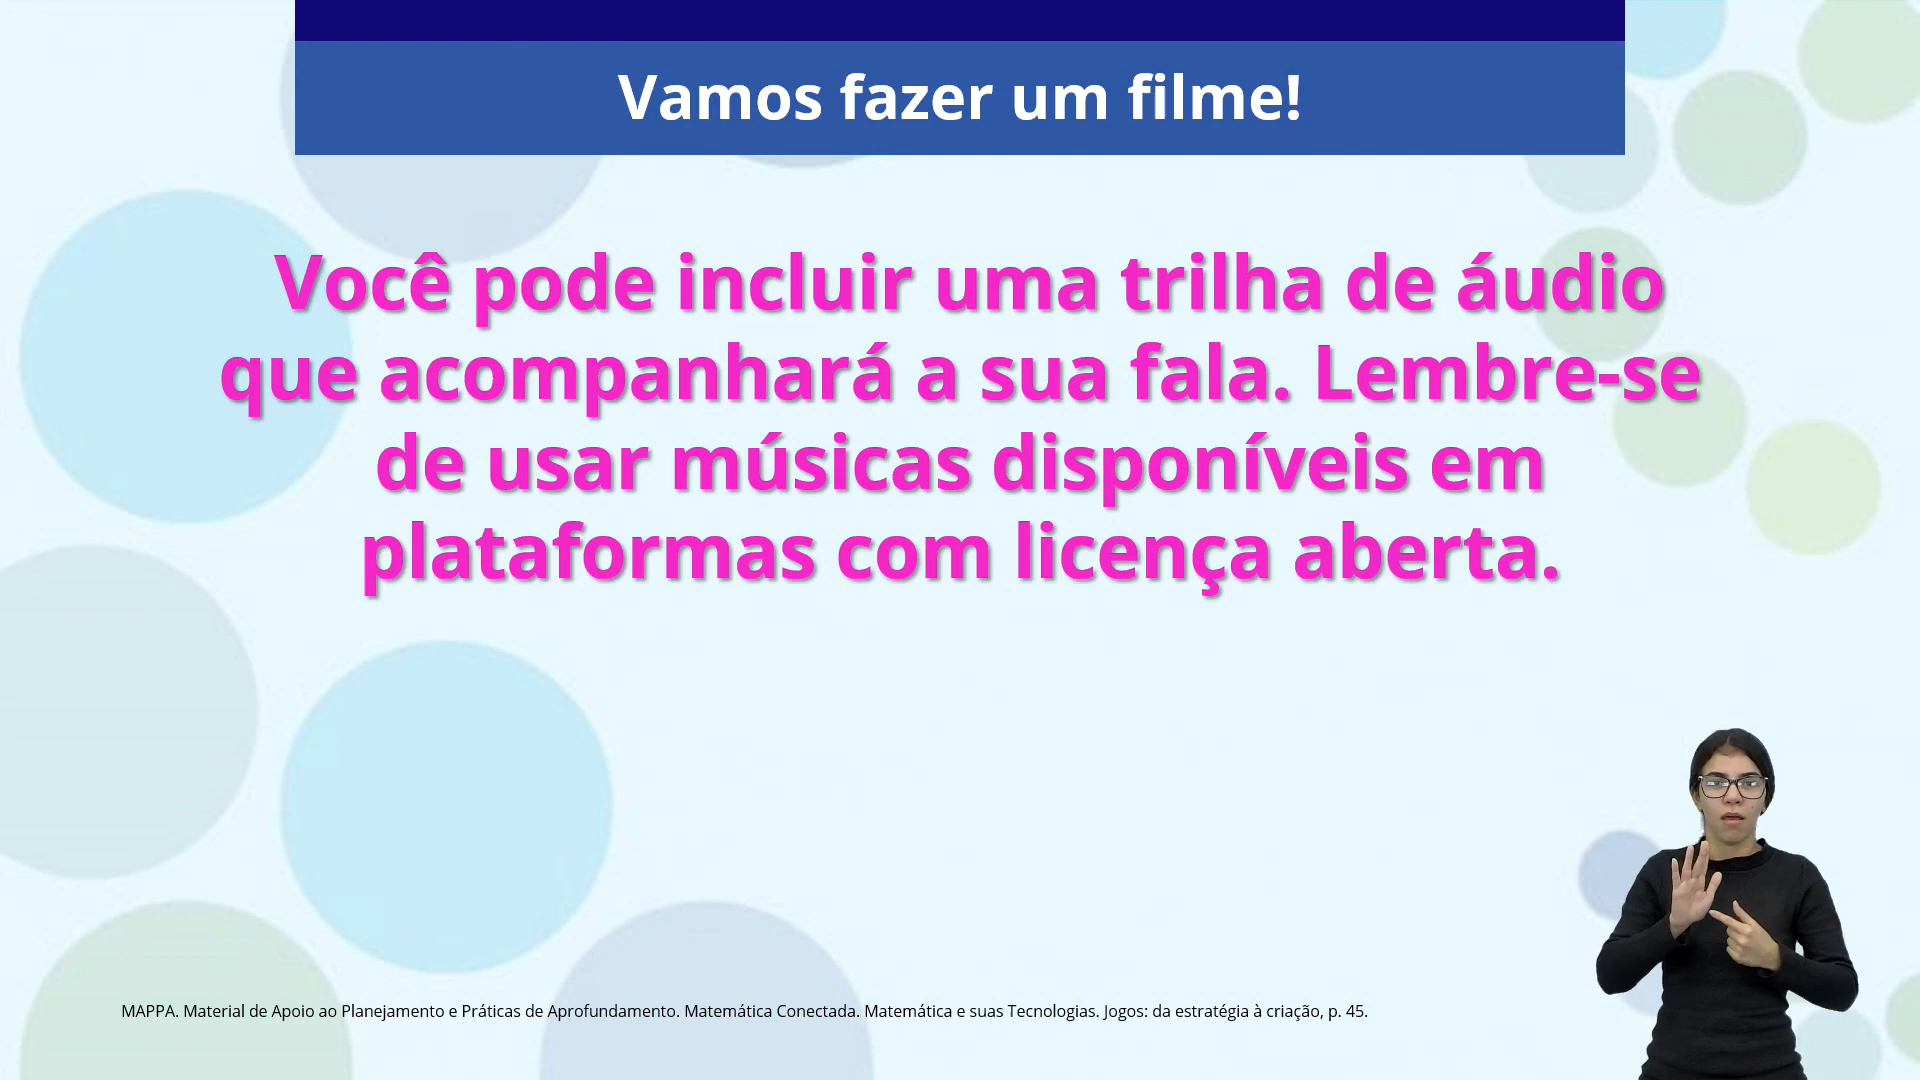 Vamos fazer um filme!
Você pode incluir uma trilha de áudio
que acompanhará a sua fala. Lembre-se
de usar músicas disponíveis em
plataformas com licença aberta.
MAPPA. Material de Apoio ao Planejamento e Práticas de Aprofundamento. Matemática Conectada. Matemática e suas Tecnologias. Jogos: da estratégia à criação, p. 45.